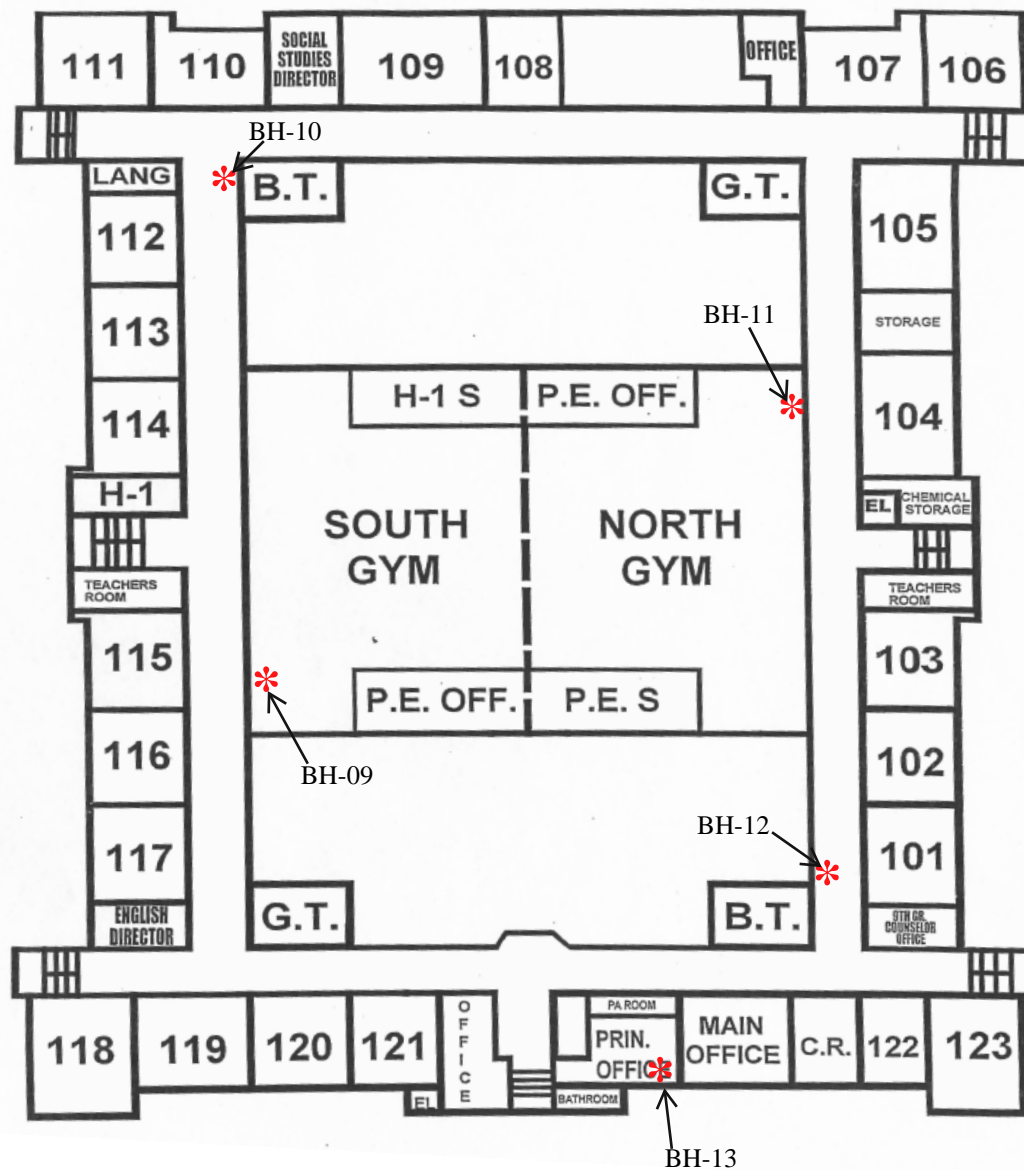 111
110
SOCIAL
STUDIES
DIRECTOR
109
108
OFFICE
107
106
BH-10
LANG
B.T.
G.T.
112
105
113
STORAGE
BH-11
114
H-1 S
P.E. OFF.
104
H-1
EL
CHEMICAL
STORAGE
SOUTH
GYM
NORTH
GYM
TEACHERS
ROOM
TEACHERS
ROOM
115
103
P.E. OFF.
P.E. S
116
102
BH-09
BH-12
117
101
ENGLISH
DIRECTOR
G.T.
B.T.
9TH GR.
COUNSELOR
OFFICE
118
119
120
121
OFFICE
PA ROOM
PRIN.
OFFICE
MAIN
OFFICE
C.R.
122
123
EL
BATHROOM
BH-13